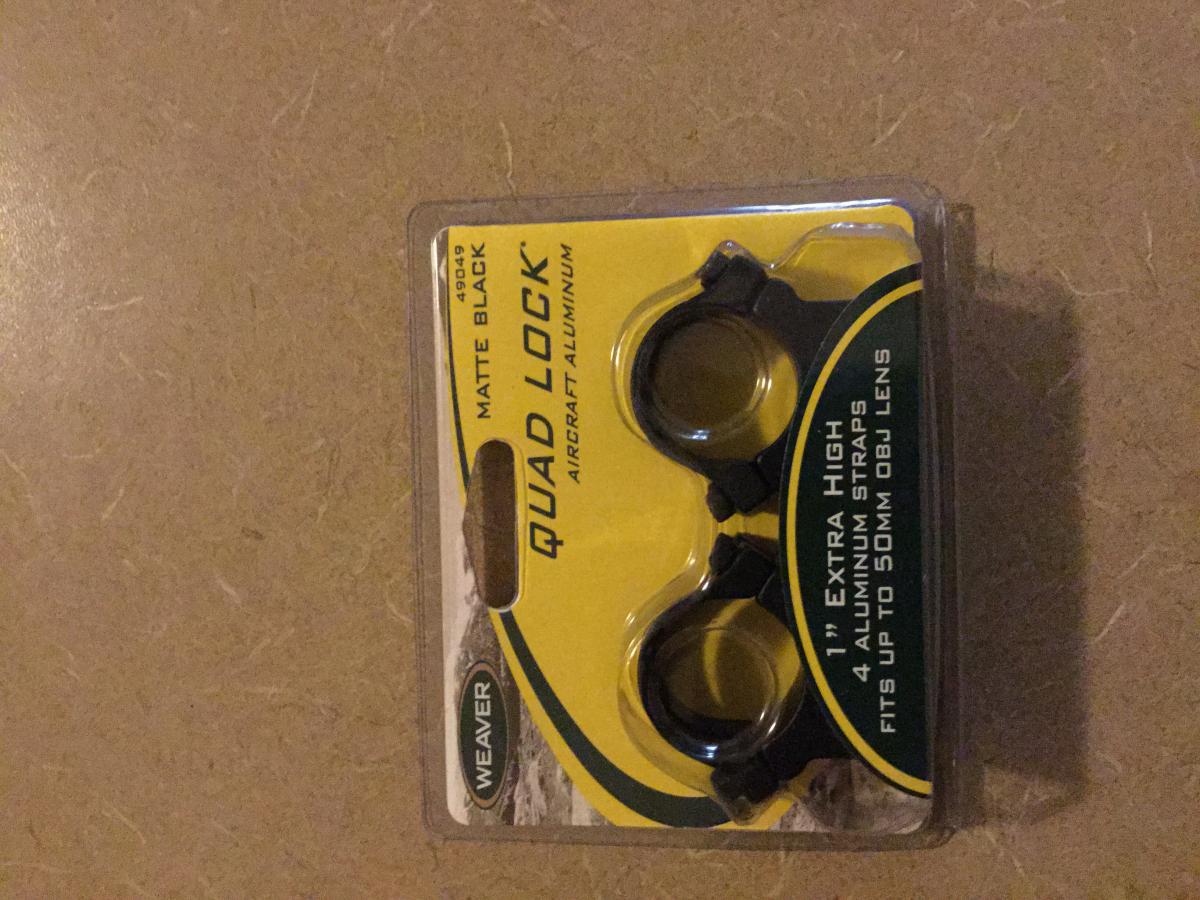 WEAVER
49049
MATTE BLACK
QUAD LOCK
AIRCRAFT ALUMINUM
1" EXTRA HIGH
4 ALUMINUM STRAPS
FITS UP TO 50MM OBJ LENS